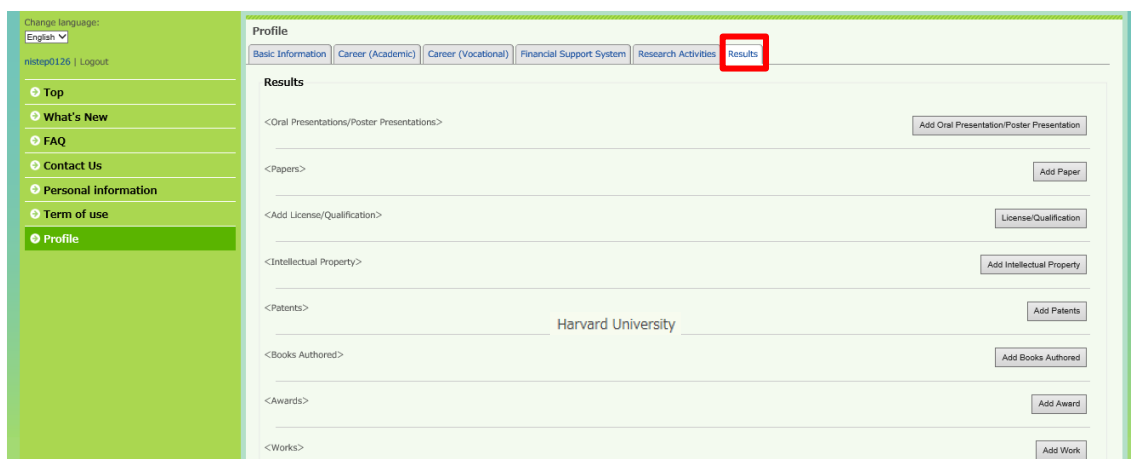 Change language:
English
nistep0126 | Logout
Top
What's New
FAQ
Contact Us
Personal information
Term of use
Profile
Profile
Basic Information Career (Academic) Career (Vocational) Financial Support System Research Activities Results
Results
<Oral Presentations/Poster Presentations> Add Oral Presentation/Poster Presentation
<Papers> Add Paper
<Add License/Qualification> License/Qualification
<Intellectual Property> Add Intellectual Property
<Patents> Add Patents
Harvard University
<Books Authored> Add Books Authored
<Awards> Add Award
<Works> Add Work